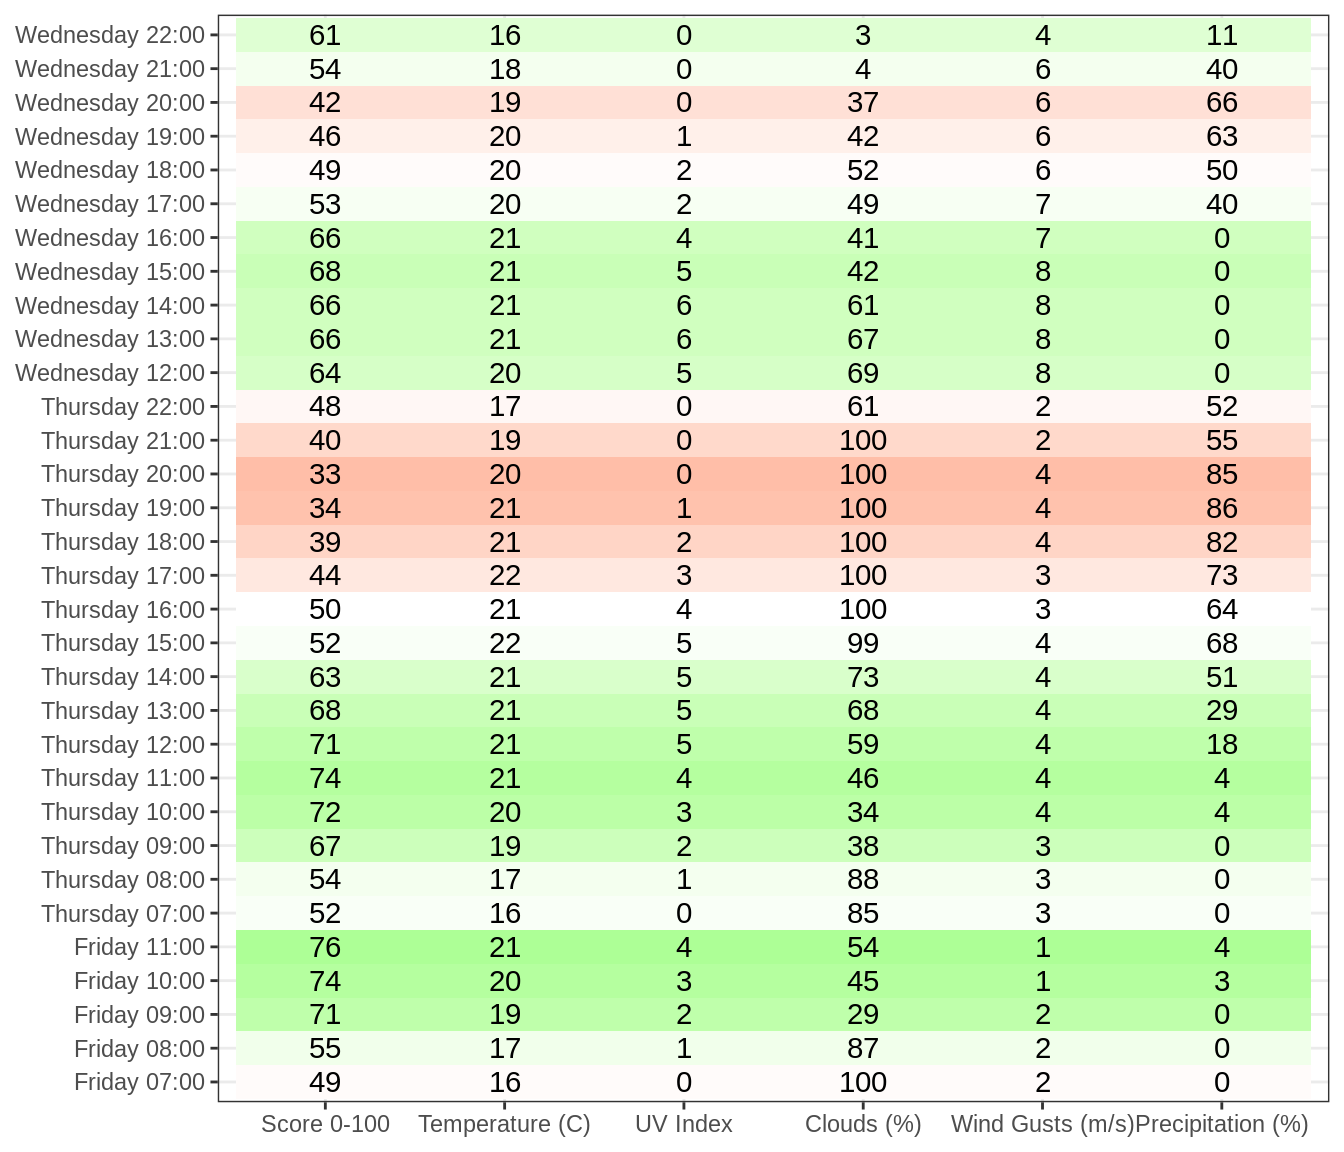 Wednesday 22:00 61 16 0 3 4 11
Wednesday 21:00 54 18 0 4 6 40
Wednesday 20:00 42 19 0 37 6 66
Wednesday 19:00 46 20 1 42 6 63
Wednesday 18:00 49 20 2 52 6 50
Wednesday 17:00 53 20 2 49 7 40
Wednesday 16:00 66 21 4 41 7 0
Wednesday 15:00 68 21 5 42 8 0
Wednesday 14:00 66 21 6 61 8 0
Wednesday 13:00 66 21 6 67 8 0
Wednesday 12:00 64 20 5 69 8 0
Thursday 22:00 48 17 0 61 2 52
Thursday 21:00 40 19 0 100 2 55
Thursday 20:00 33 20 0 100 4 85
Thursday 19:00 34 21 1 100 4 86
Thursday 18:00 39 21 2 100 4 82
Thursday 17:00 44 22 3 100 3 73
Thursday 16:00 50 21 4 100 3 64
Thursday 15:00 52 22 5 99 4 68
Thursday 14:00 63 21 5 73 4 51
Thursday 13:00 68 21 5 68 4 29
Thursday 12:00 71 21 5 59 4 18
Thursday 11:00 74 21 4 46 4 4
Thursday 10:00 72 20 3 34 4 4
Thursday 09:00 67 19 2 38 3 0
Thursday 08:00 54 17 1 88 3 0
Thursday 07:00 52 16 0 85 3 0
Friday 11:00 76 21 4 54 1 4
Friday 10:00 74 20 3 45 1 3
Friday 09:00 71 19 2 29 2 0
Friday 08:00 55 17 1 87 2 0
Friday 07:00 49 16 0 100 2 0
Score 0-100 Temperature (C) UV Index Clouds (%) Wind Gusts (m/s) Precipitation (%)